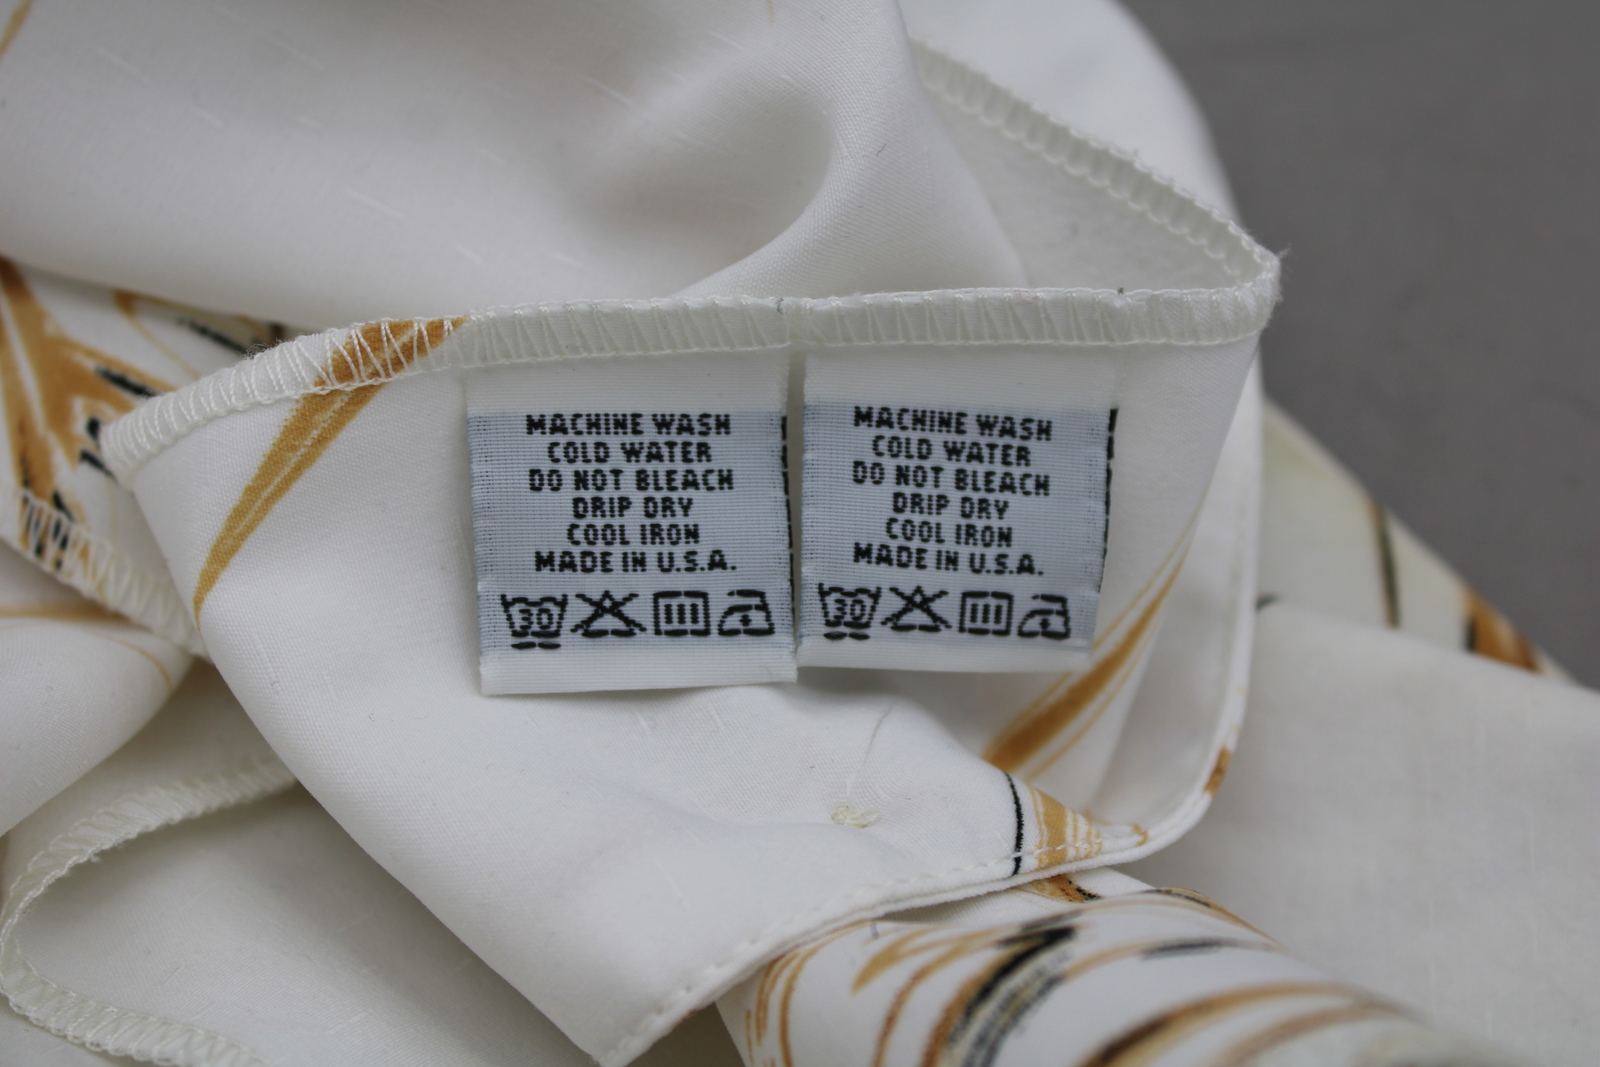 MACHINE WASH
COLD WATER
DO NOT BLEACH
DRIP DRY
COOL IRON
MADE IN U.S.A.
30
MACHINE WASH
COLD WATER
DO NOT BLEACH
DRIP DRY
COOL IRON
MADE IN U.S.A.
30